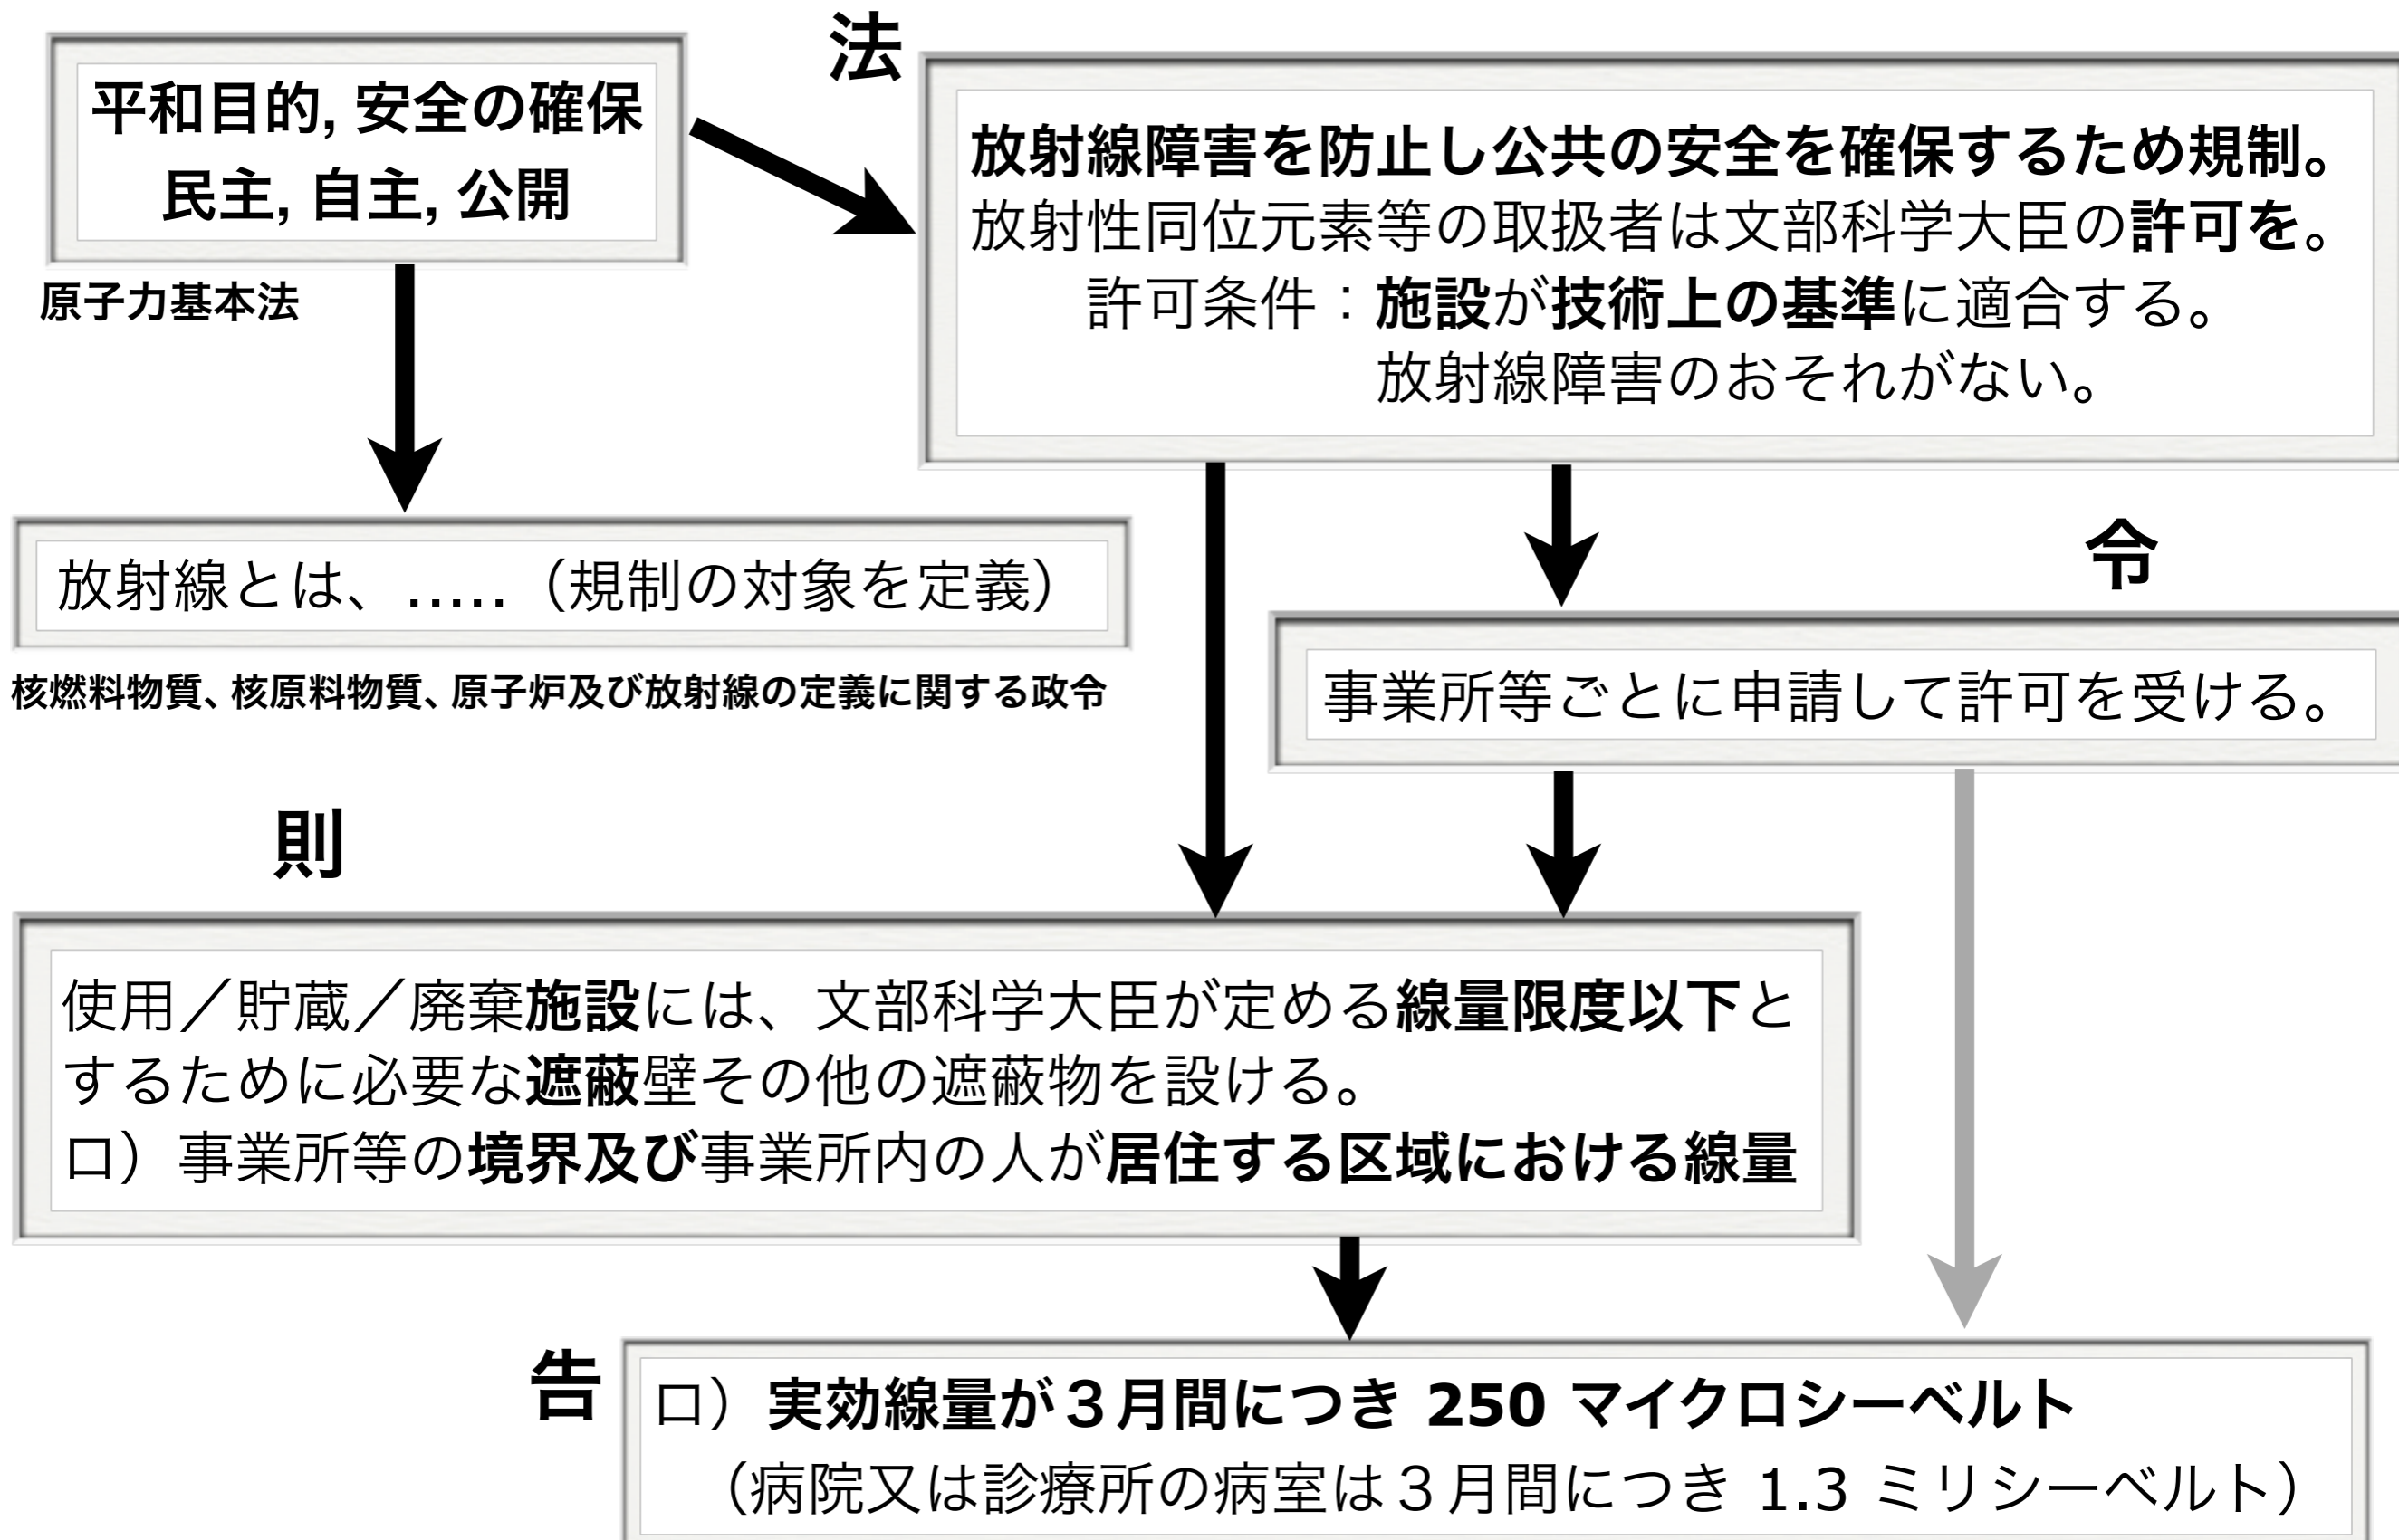 法
平和目的, 安全の確保
民主, 自主, 公開
原子力基本法
放射線障害を防止し公共の安全を確保するため規制。
放射性同位元素等の取扱者は文部科学大臣の許可を。
許可条件：施設が技術上の基準に適合する。
放射線障害のおそれがない。
放射線とは、.....（規制の対象を定義）
核燃料物質、核原料物質、原子炉及び放射線の定義に関する政令
令
事業所等ごとに申請して許可を受ける。
則
使用／貯蔵／廃棄施設には、文部科学大臣が定める線量限度以下と
するために必要な遮蔽壁その他の遮蔽物を設ける。
ロ）事業所等の境界及び事業所内の人が居住する区域における線量
告
ロ）実効線量が３月間につき 250 マイクロシーベルト
（病院又は診療所の病室は３月間につき 1.3 ミリシーベルト）